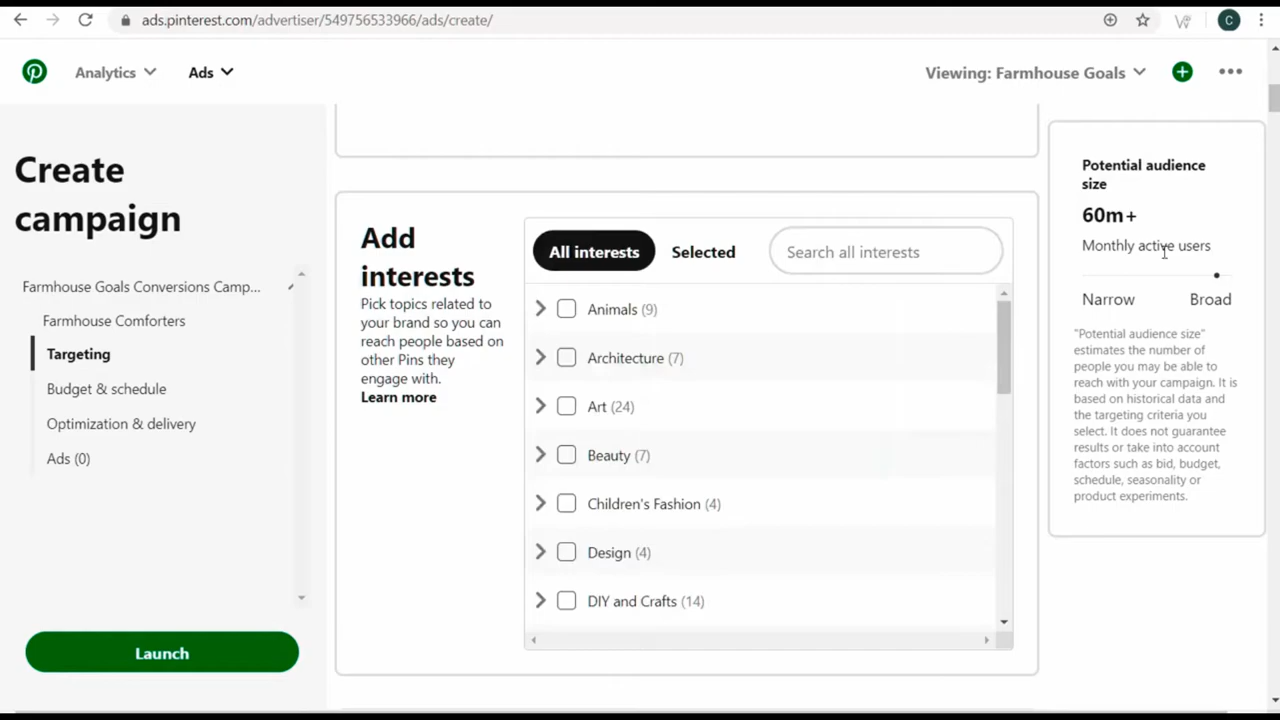 ads.pinterest.com/advertiser/549756533966/ads/create/
C
Analytics
Ads
Viewing: Farmhouse Goals
Create
campaign
Farmhouse Goals Conversions Camp...
Farmhouse Comforters
Targeting
Budget & schedule
Optimization & delivery
Ads (0)
Launch
Add
interests
Pick topics related to
your brand so you can
reach people based on
other Pins they
engage with.
Learn more
All interests
Selected
Search all interests
Animals (9)
Architecture (7)
Art (24)
Beauty (7)
Children's Fashion (4)
Design (4)
DIY and Crafts (14)
Potential audience
size
60m+
Monthly active users
Narrow
Broad
"Potential audience size"
estimates the number of
people you may be able to
reach with your campaign. It is
based on historical data and
the targeting criteria you
select. It does not guarantee
results or take into account
factors such as bid, budget,
schedule, seasonality or
product experiments.